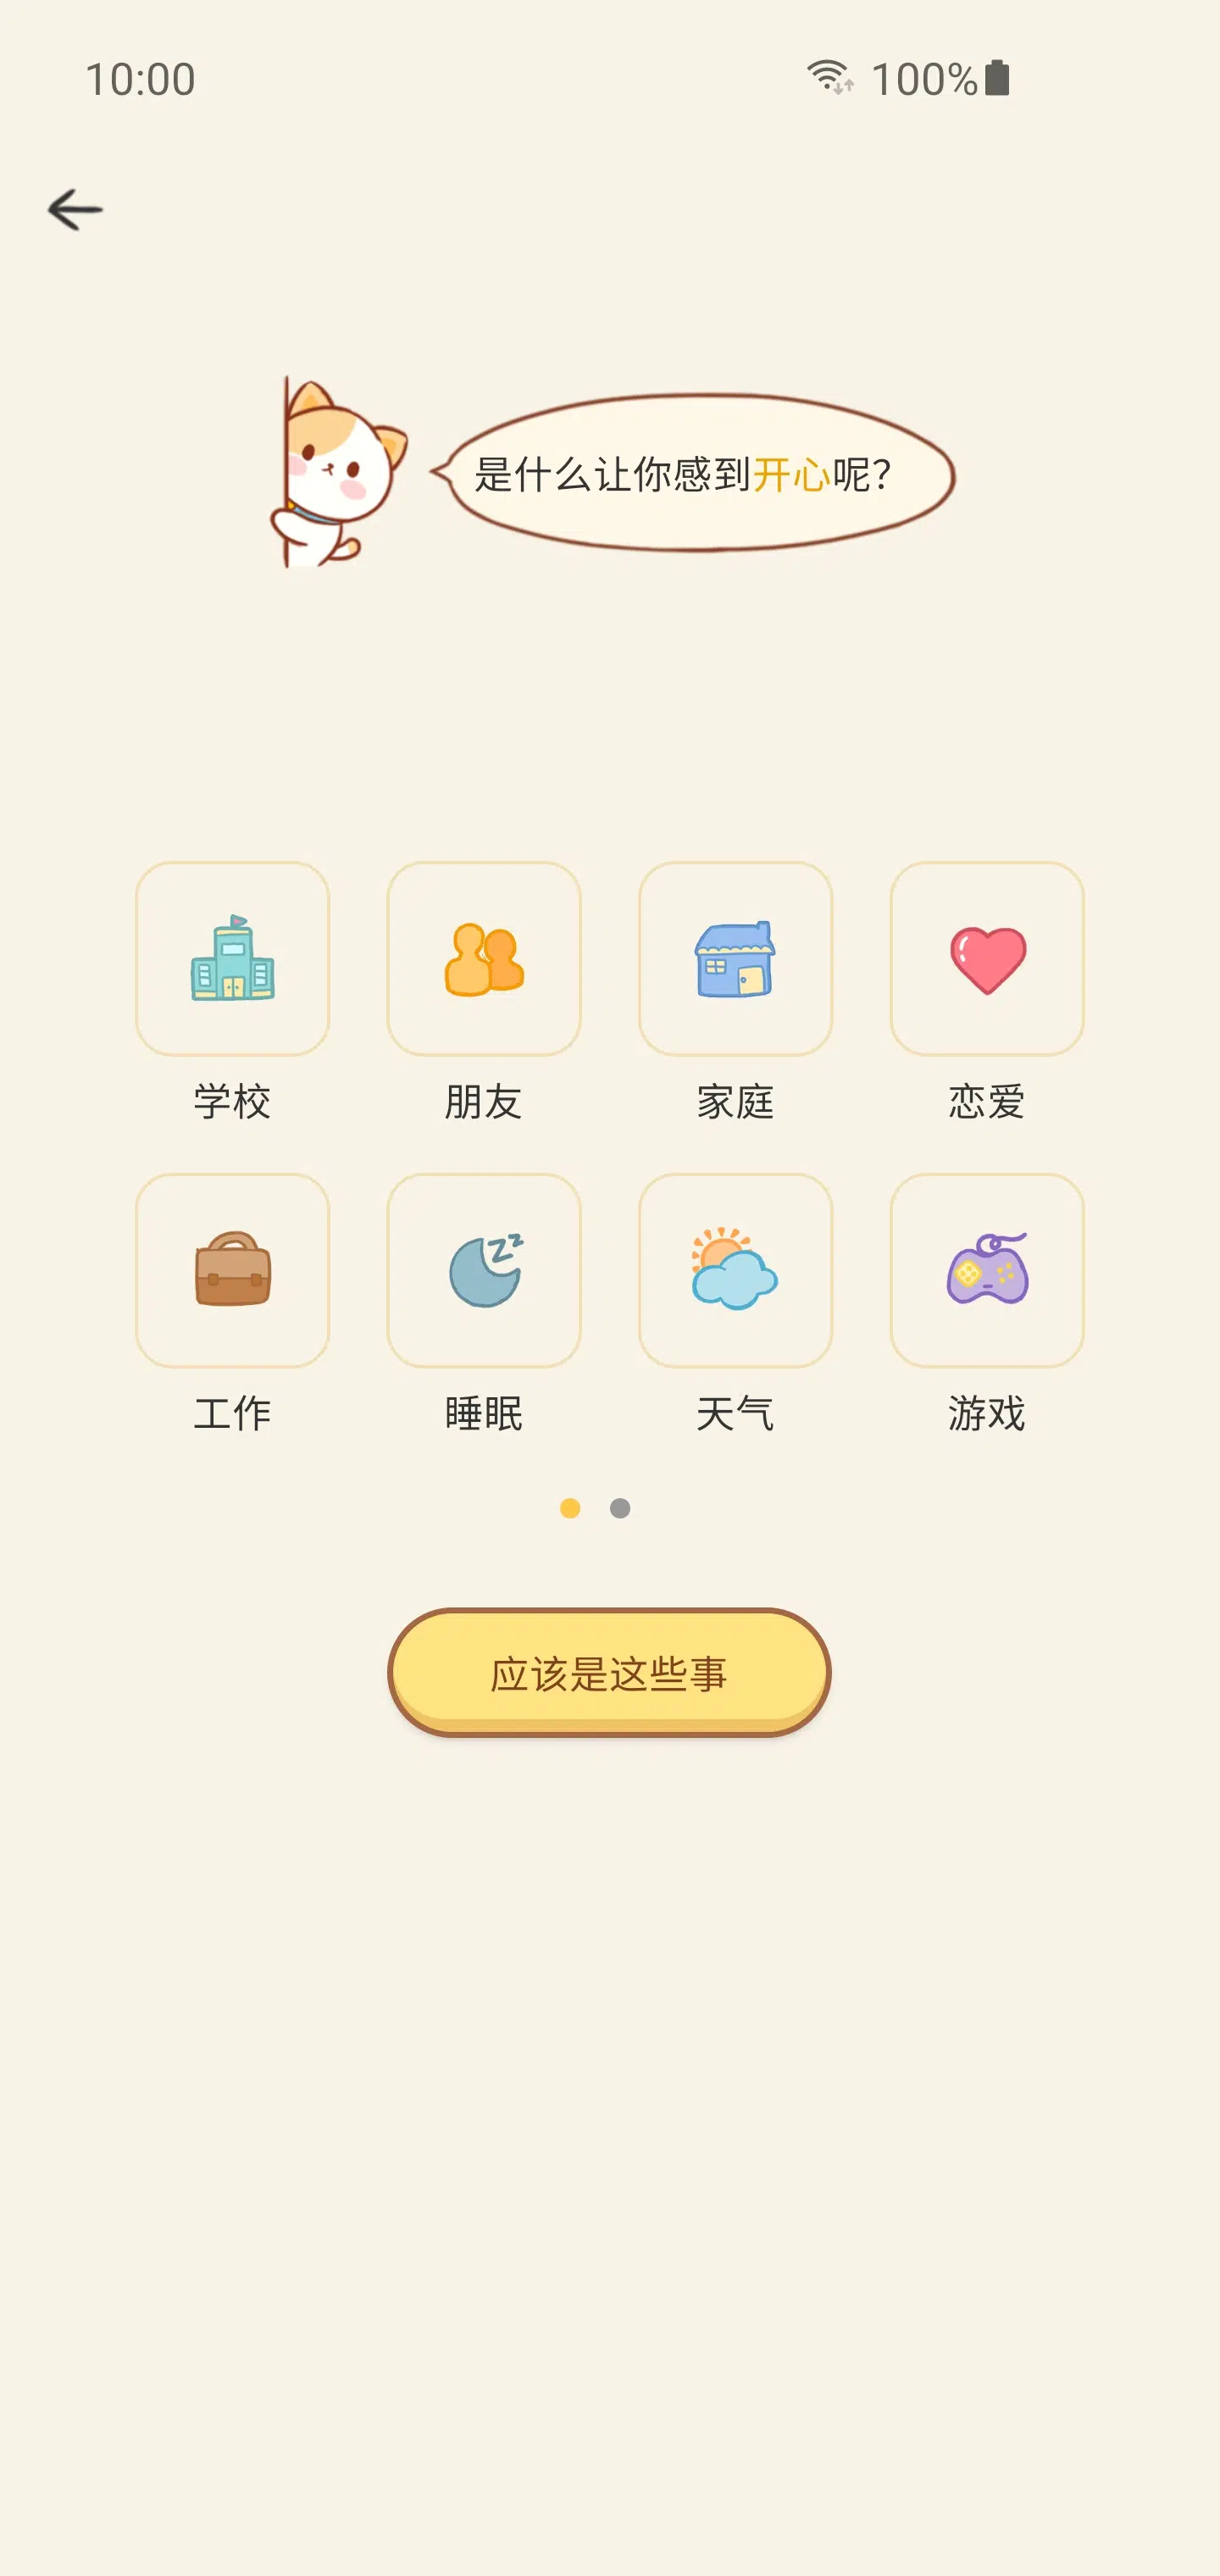 10:00 100%
是什么让你感到开心呢?
学校 朋友 家庭 恋爱
工作 睡眠 天气 游戏
应该是这些事